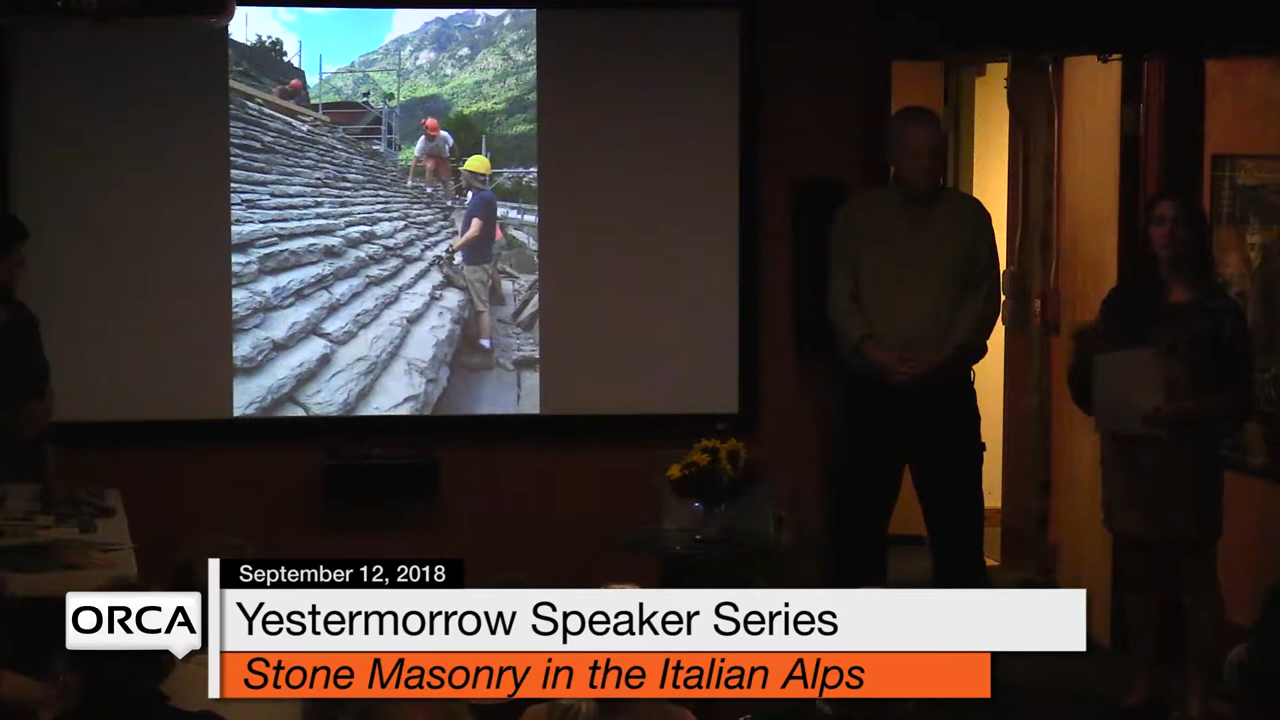 September 12, 2018
ORCA
Yestermorrow Speaker Series
Stone Masonry in the Italian Alps